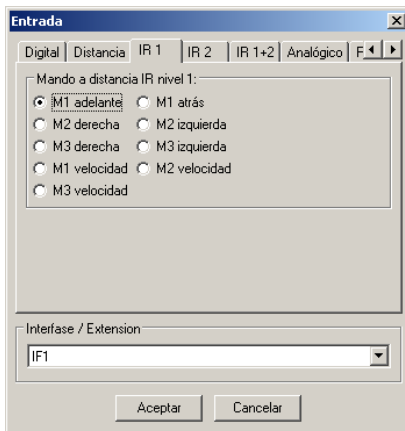 Entrada
Digital Distancia IR 1 IR 2 IR 1+2 Analógico
Mando a distancia IR nivel 1:
M1 adelante M1 atrás
M2 derecha M2 izquierda
M3 derecha M3 izquierda
M1 velocidad M2 velocidad
M3 velocidad
Interfase / Extension
IF1
Aceptar Cancelar